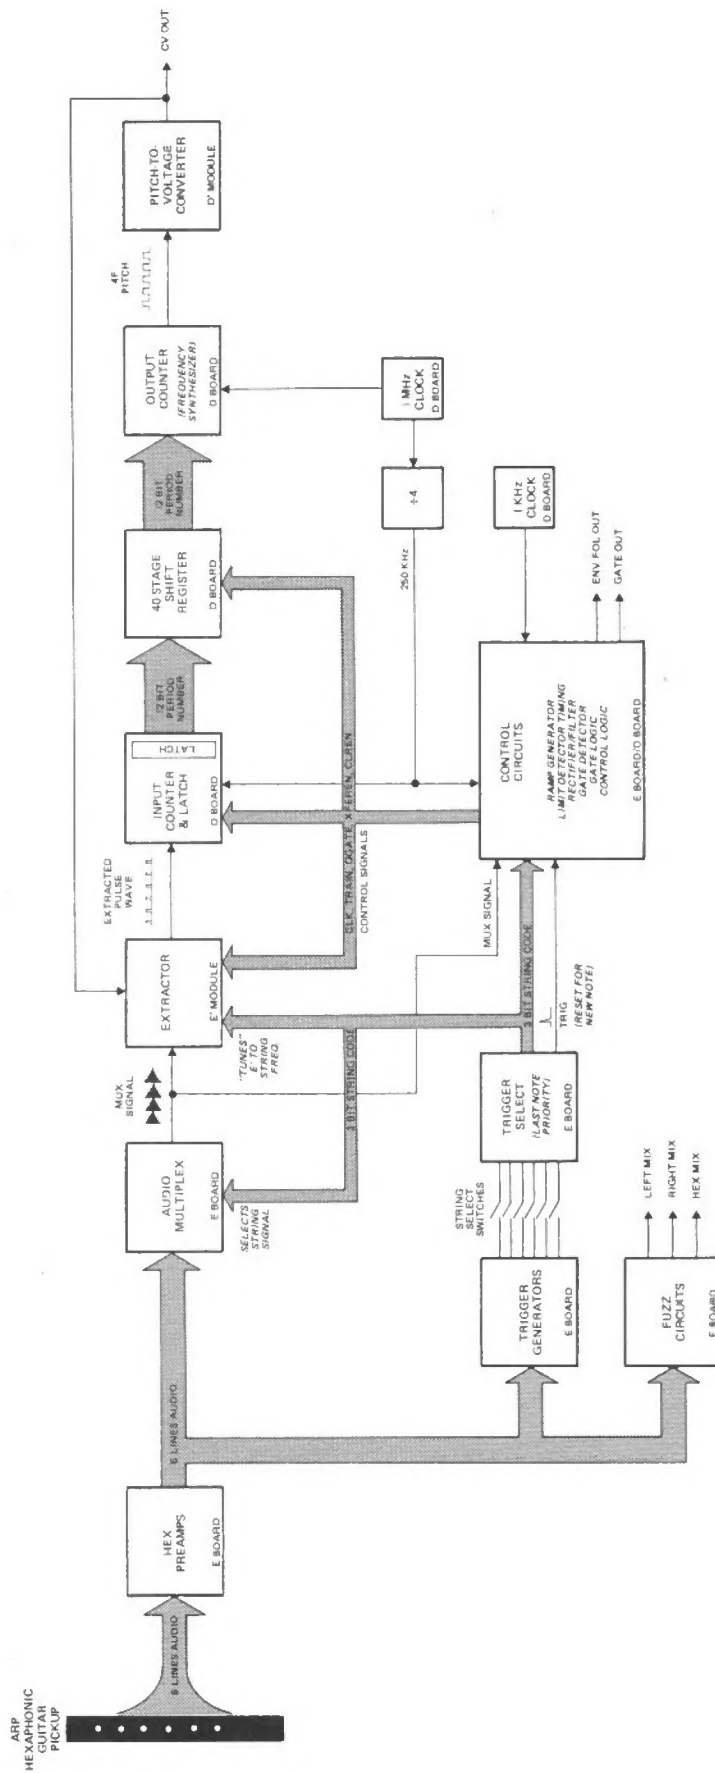 ARP
HEXAPHONIC
GUITAR
PICKUP
6 LINES AUDIO
HEX
PREAMPS
E BOARD
6 LINES AUDIO
AUDIO
MULTIPLEX
E BOARD
SELECTS
STRING
SIGNAL
MUX
SIGNAL
EXTRACTOR
E' MODULE
"TUNES"
E' TO
STRING
FREQ.
EXTRACTED
PULSE
WAVE
INPUT
COUNTER
& LATCH
LATCH
D BOARD
12 BIT
PERIOD
NUMBER
40 STAGE
SHIFT
REGISTER
D BOARD
12 BIT
PERIOD
NUMBER
OUTPUT
COUNTER
(FREQUENCY
SYNTHESIZER)
D BOARD
4F
PITCH
PITCH-TO-
VOLTAGE
CONVERTER
D' MODULE
CV OUT
3 BIT STRING CODE
CLK, TRAIN, QGATE, XFEREN, CLREN
CONTROL SIGNALS
250 KHz
÷4
1 MHz
CLOCK
D BOARD
TRIGGER
GENERATORS
E BOARD
STRING
SELECT
SWITCHES
TRIGGER
SELECT
(LAST NOTE
PRIORITY)
E BOARD
MUX SIGNAL
3 BIT STRING CODE
TRIG
(RESET FOR
NEW NOTE)
CONTROL
CIRCUITS
RAMP GENERATOR
LIMIT DETECTOR TIMING
RECTIFIER/FILTER
GATE DETECTOR
GATE LOGIC
CONTROL LOGIC
E BOARD/D BOARD
1 KHz
CLOCK
D BOARD
ENV FOL OUT
GATE OUT
FUZZ
CIRCUITS
E BOARD
LEFT MIX
RIGHT MIX
HEX MIX